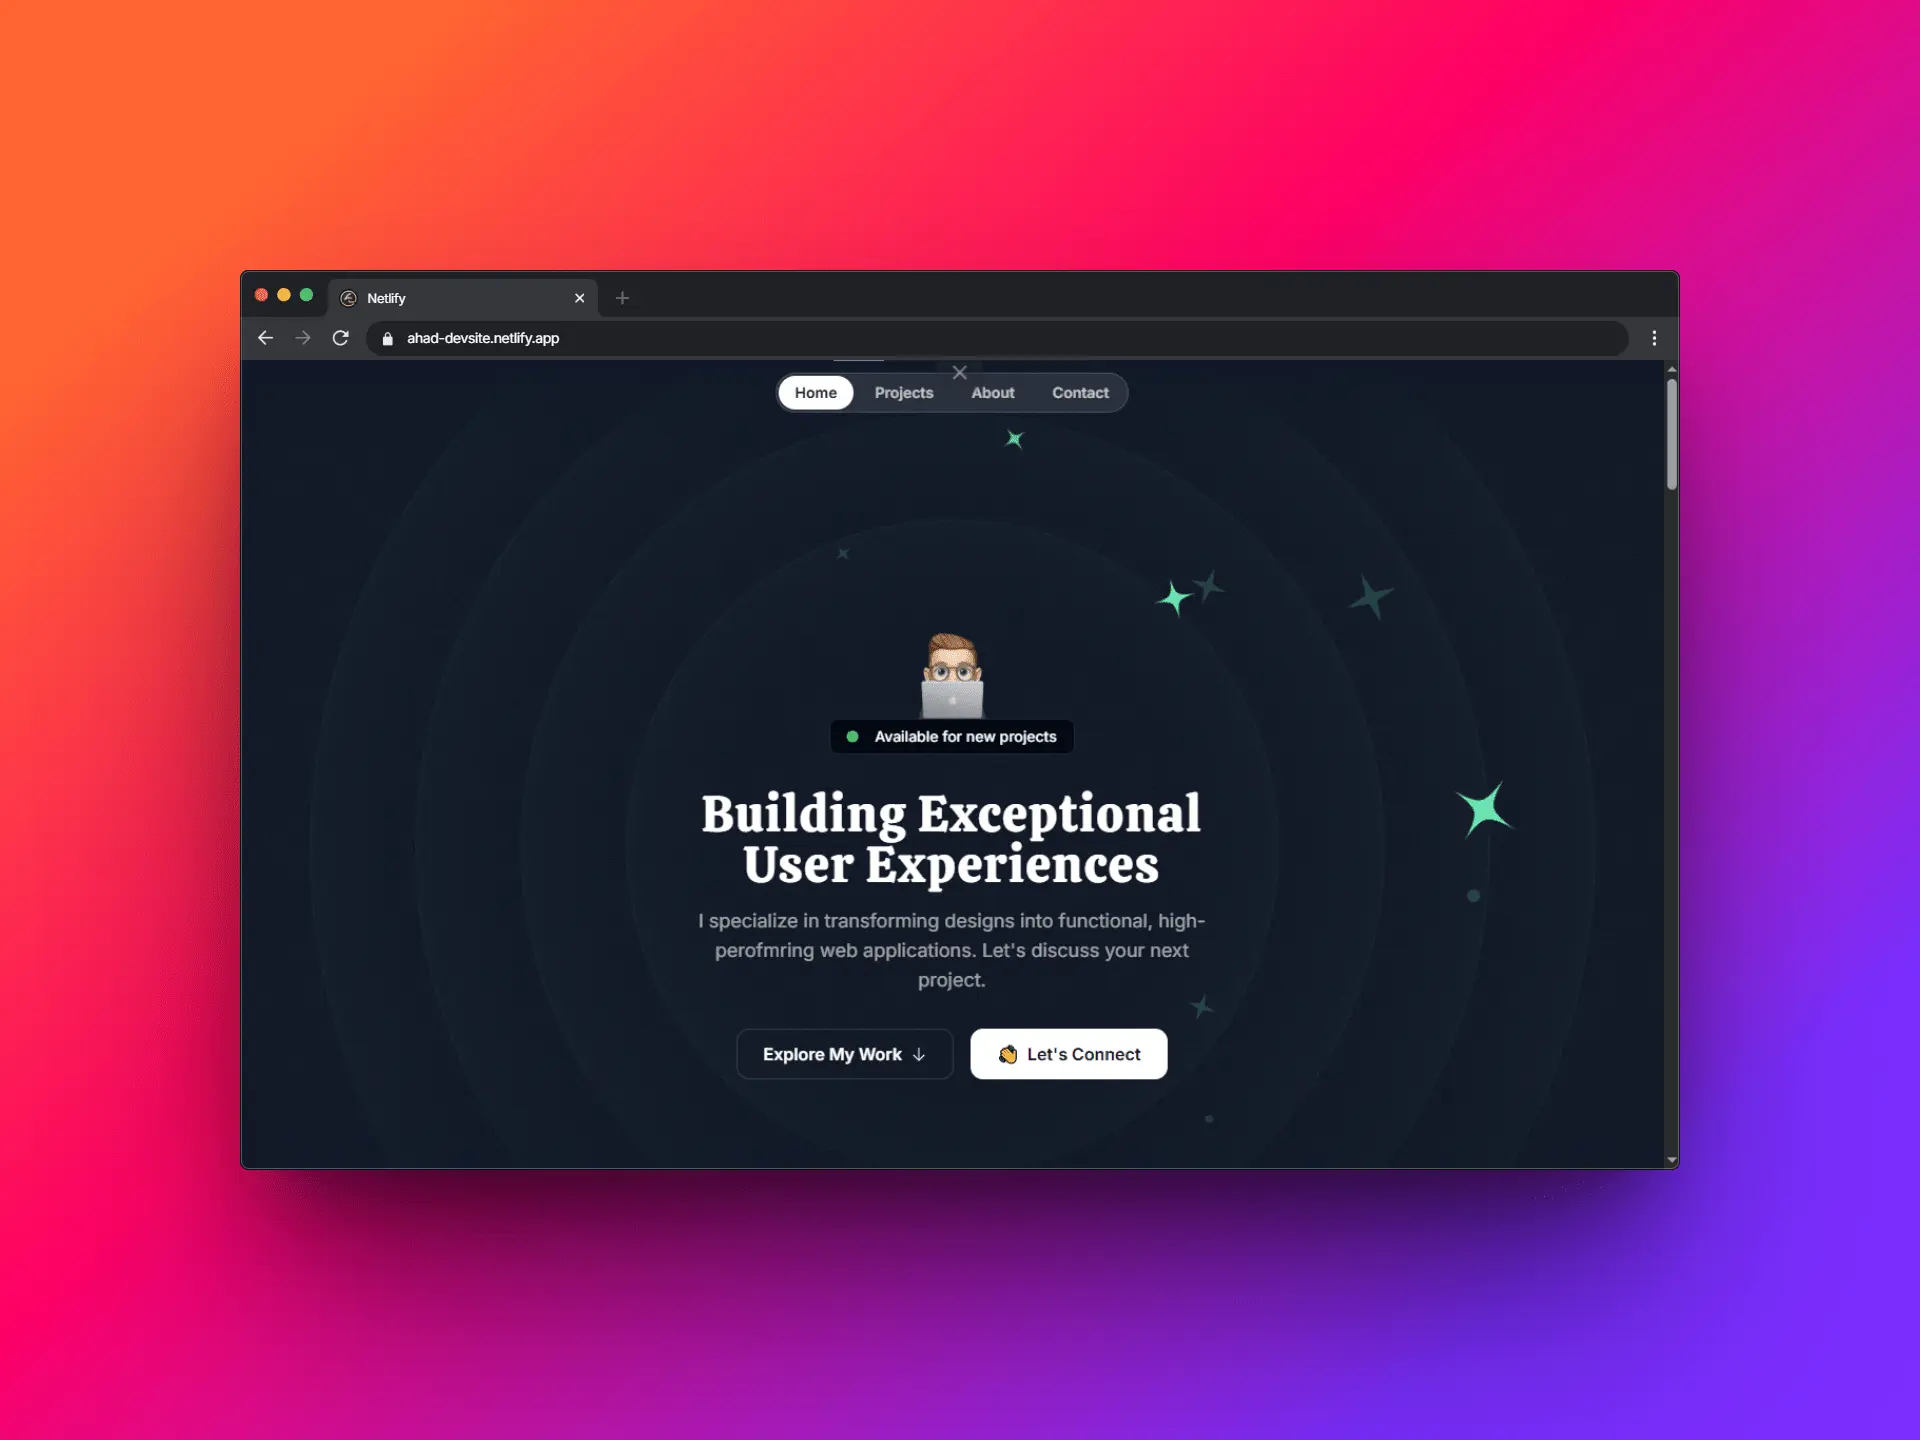 Netlify
ahad-devsite.netlify.app
Home Projects About Contact
Available for new projects
Building Exceptional
User Experiences
I specialize in transforming designs into functional, high-
perofmring web applications. Let's discuss your next
project.
Explore My Work ↓ Let's Connect